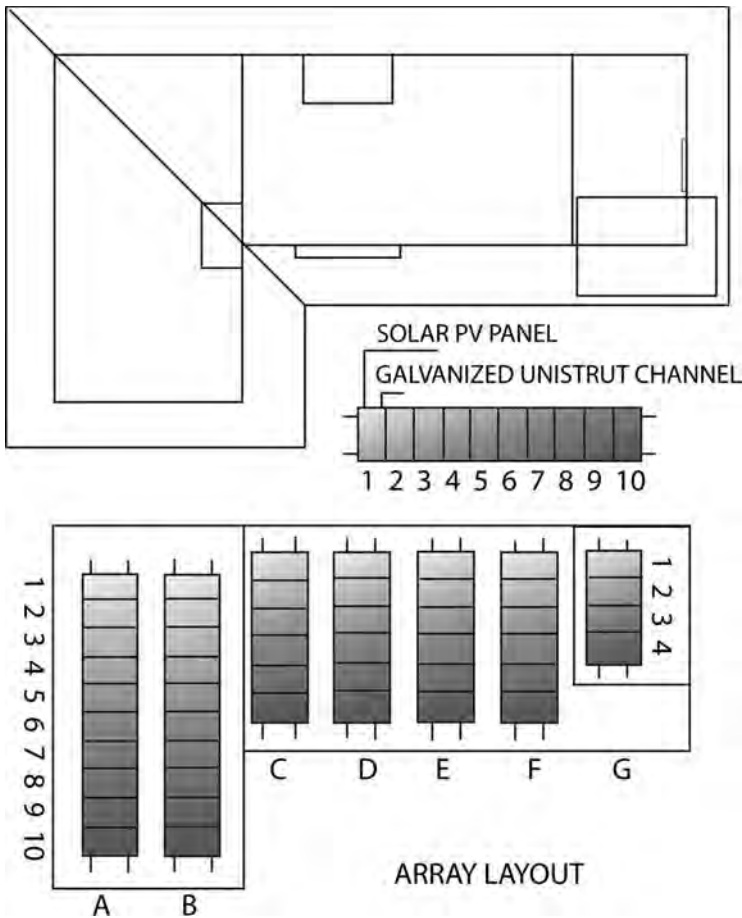 SOLAR PV PANEL
GALVANIZED UNISTRUT CHANNEL
1 2 3 4 5 6 7 8 9 10
1 2 3 4 5 6 7 8 9 10
1 2 3 4
C D E F G
ARRAY LAYOUT
A B